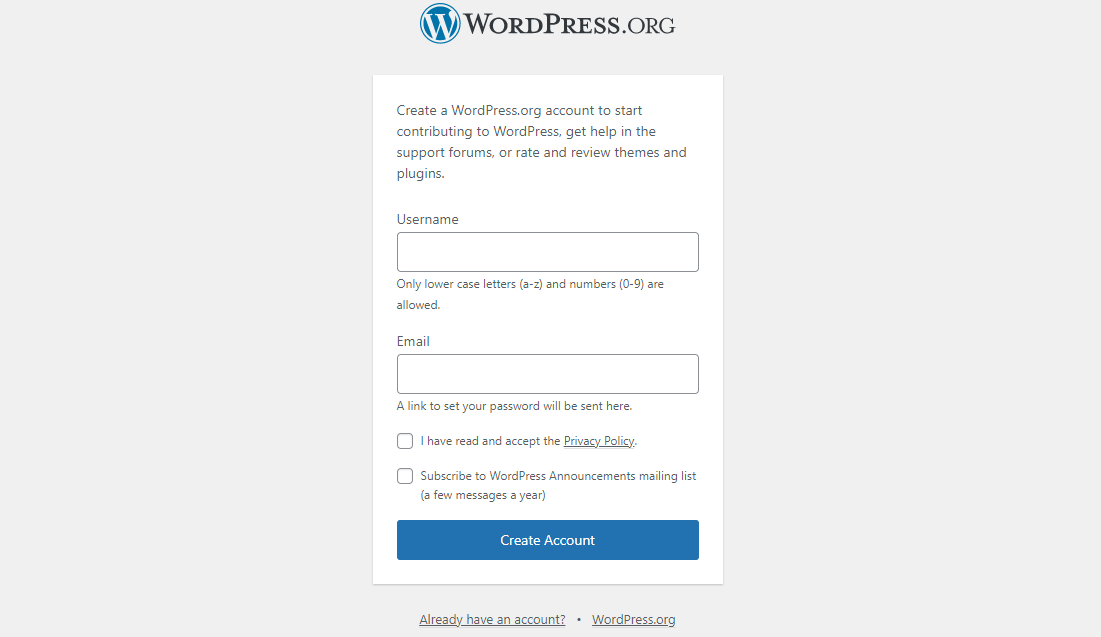 WORDPRESS.ORG
Create a WordPress.org account to start
contributing to WordPress, get help in the
support forums, or rate and review themes and
plugins.
Username
Only lower case letters (a-z) and numbers (0-9) are
allowed.
Email
A link to set your password will be sent here.
I have read and accept the Privacy Policy.
Subscribe to WordPress Announcements mailing list
(a few messages a year)
Create Account
Already have an account? • WordPress.org